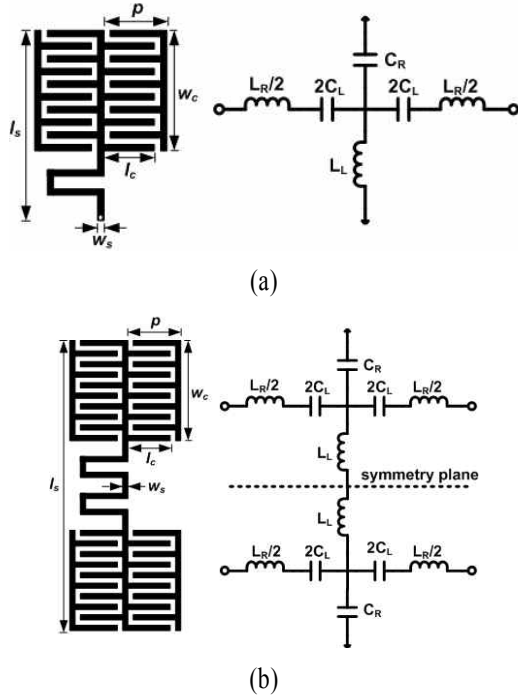 p
C_R
L_R/2 2C_L 2C_L L_R/2
w_c
l_s
l_c
L_L
w_s
(a)
p
C_R
w_c
L_R/2 2C_L 2C_L L_R/2
l_c
L_L
l_s
w_s
symmetry plane
L_L
L_R/2 2C_L 2C_L L_R/2
C_R
(b)